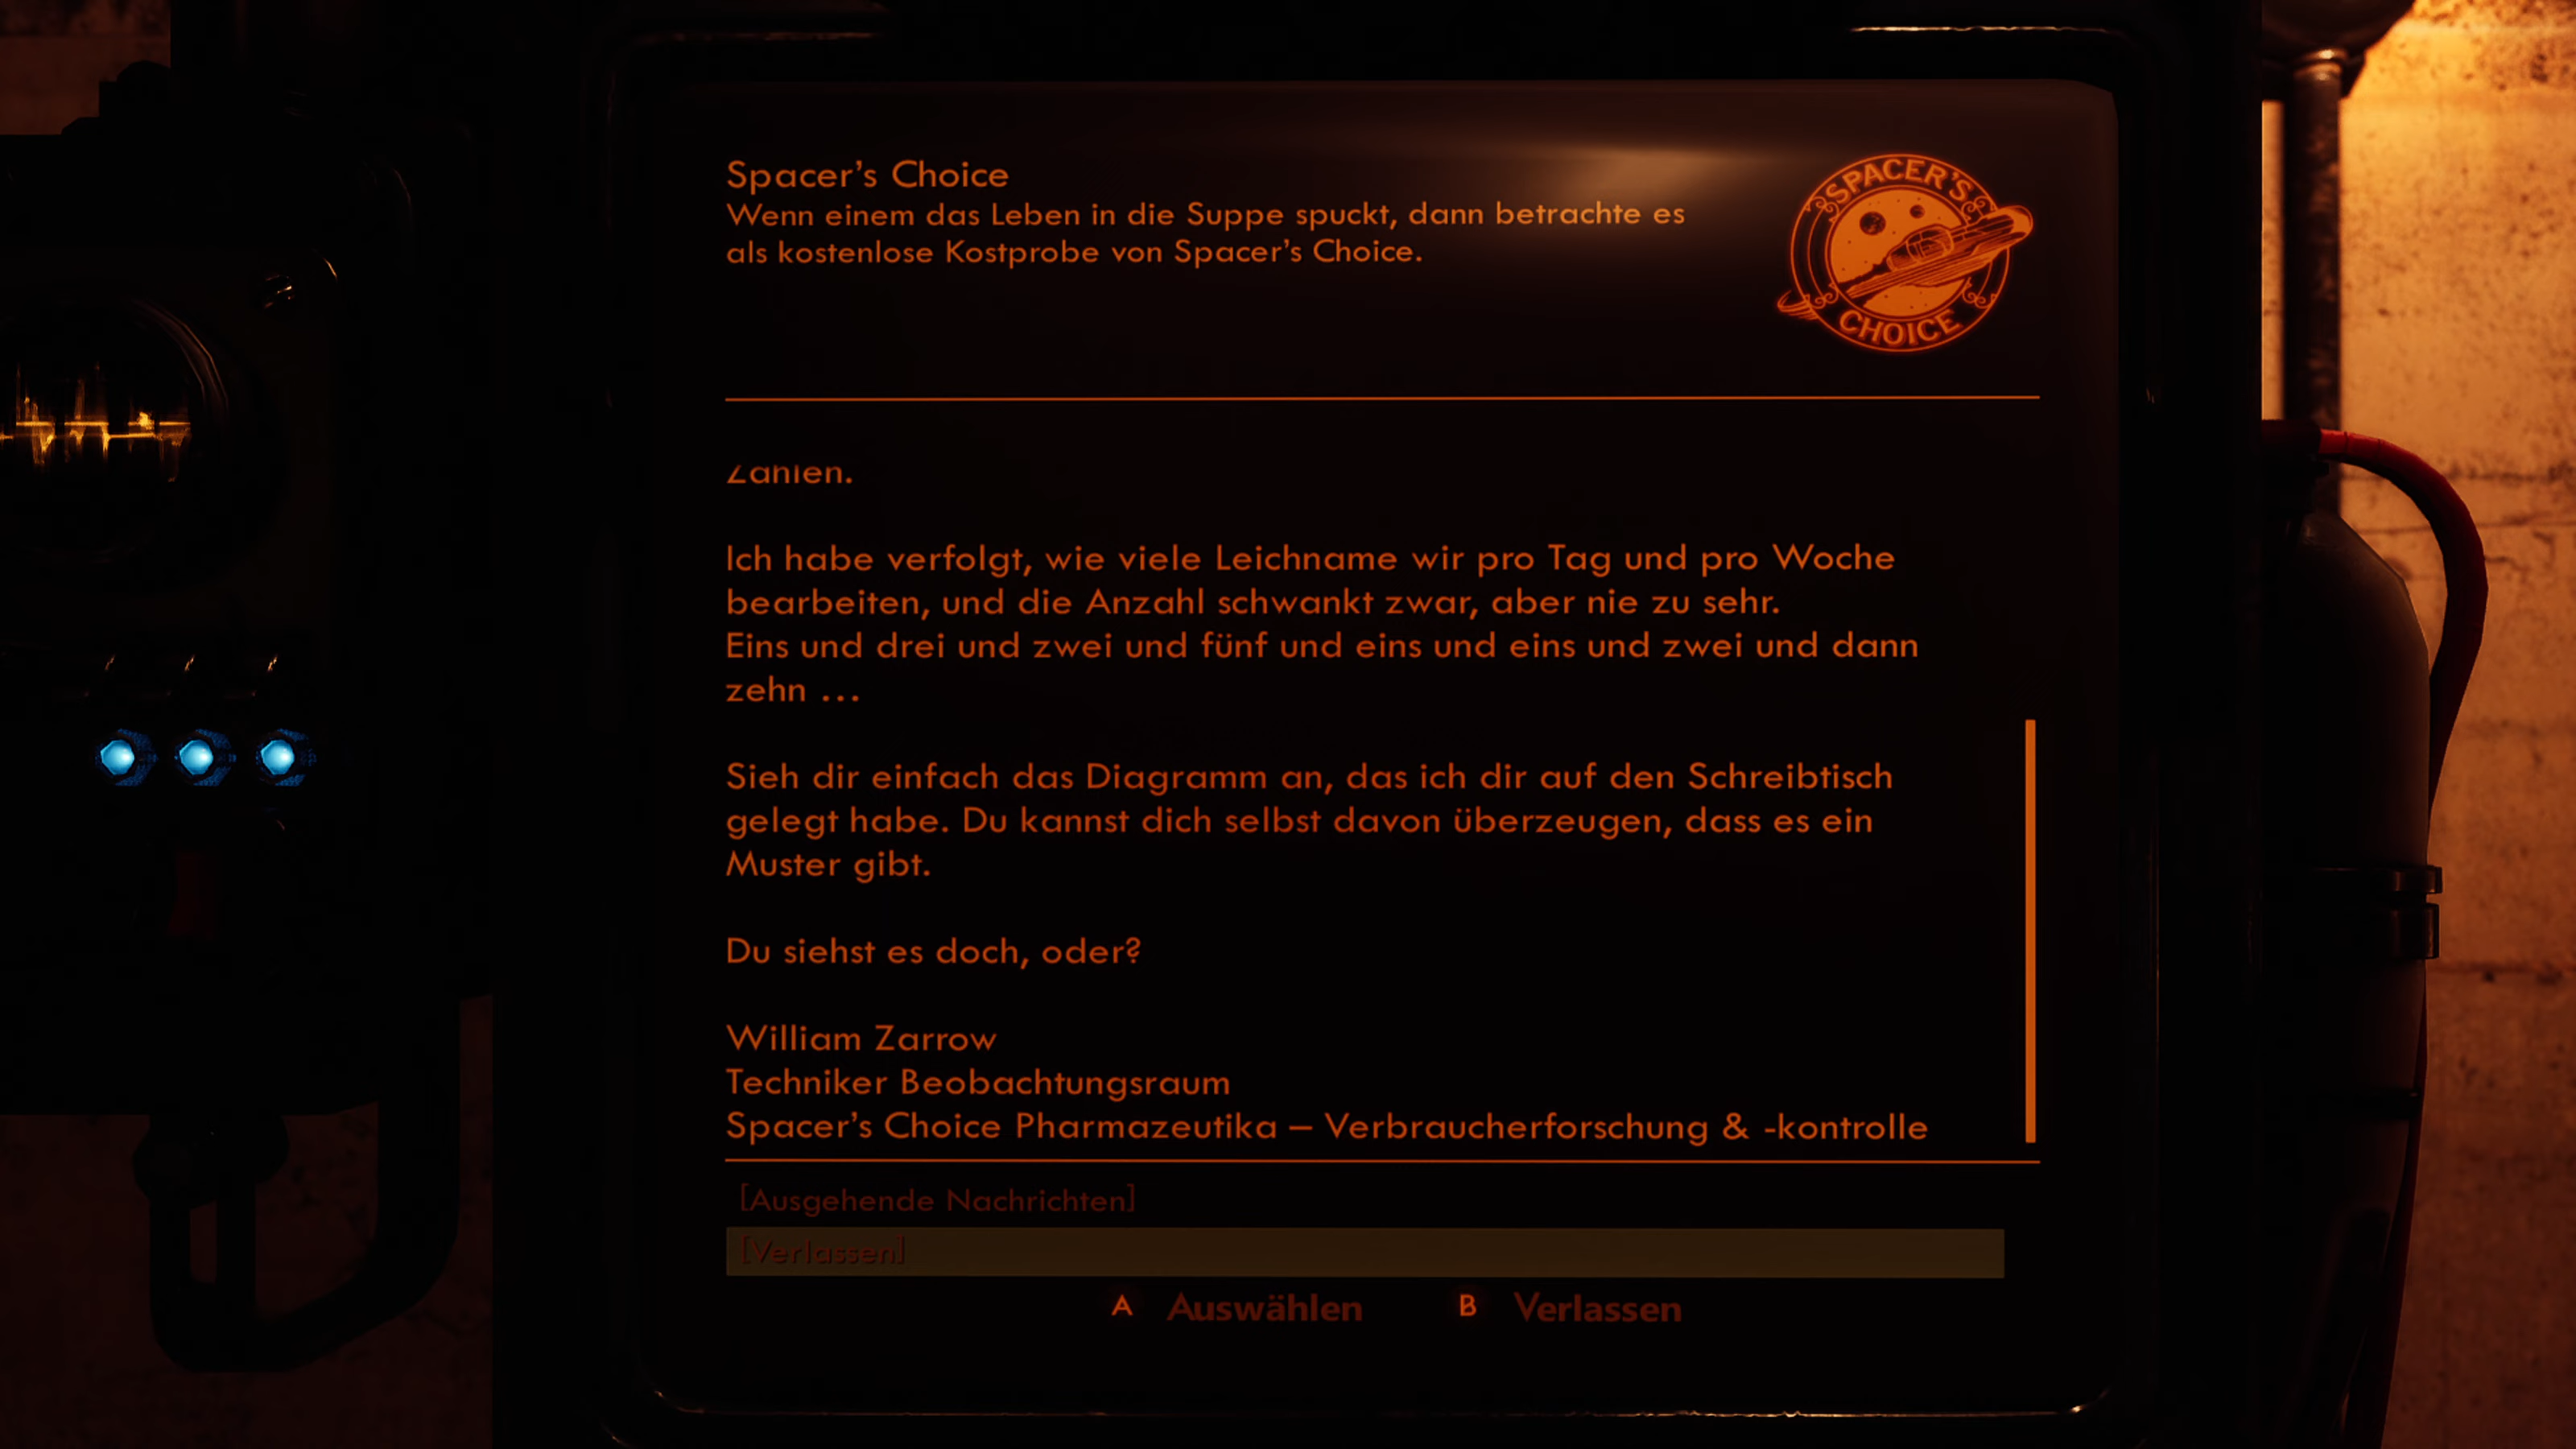 Spacer's Choice
Wenn einem das Leben in die Suppe spuckt, dann betrachte es
als kostenlose Kostprobe von Spacer's Choice.
SPACER'S
CHOICE
Zahlen.
Ich habe verfolgt, wie viele Leichname wir pro Tag und pro Woche
bearbeiten, und die Anzahl schwankt zwar, aber nie zu sehr.
Eins und drei und zwei und fünf und eins und eins und zwei und dann
zehn …
Sieh dir einfach das Diagramm an, das ich dir auf den Schreibtisch
gelegt habe. Du kannst dich selbst davon überzeugen, dass es ein
Muster gibt.
Du siehst es doch, oder?
William Zarrow
Techniker Beobachtungsraum
Spacer's Choice Pharmazeutika – Verbraucherforschung & -kontrolle
[Ausgehende Nachrichten]
[Verlassen]
A Auswählen B Verlassen